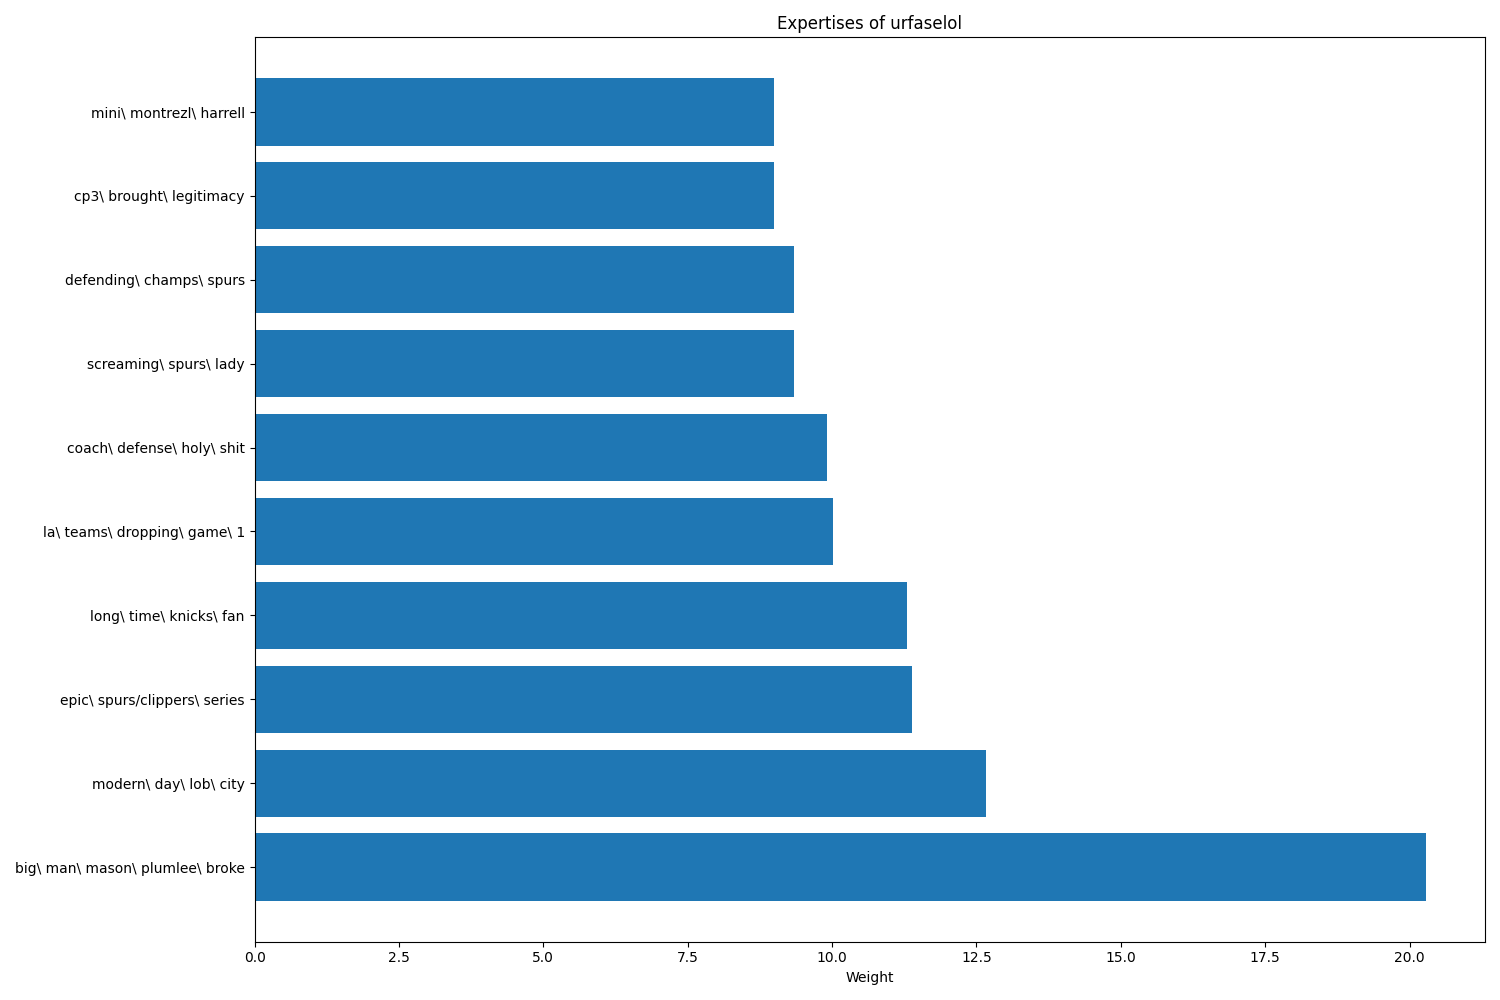 Expertises of urfaselol
mini\ montrezl\ harrell
cp3\ brought\ legitimacy
defending\ champs\ spurs
screaming\ spurs\ lady
coach\ defense\ holy\ shit
la\ teams\ dropping\ game\ 1
long\ time\ knicks\ fan
epic\ spurs/clippers\ series
modern\ day\ lob\ city
big\ man\ mason\ plumlee\ broke
0.0 2.5 5.0 7.5 10.0 12.5 15.0 17.5 20.0
Weight